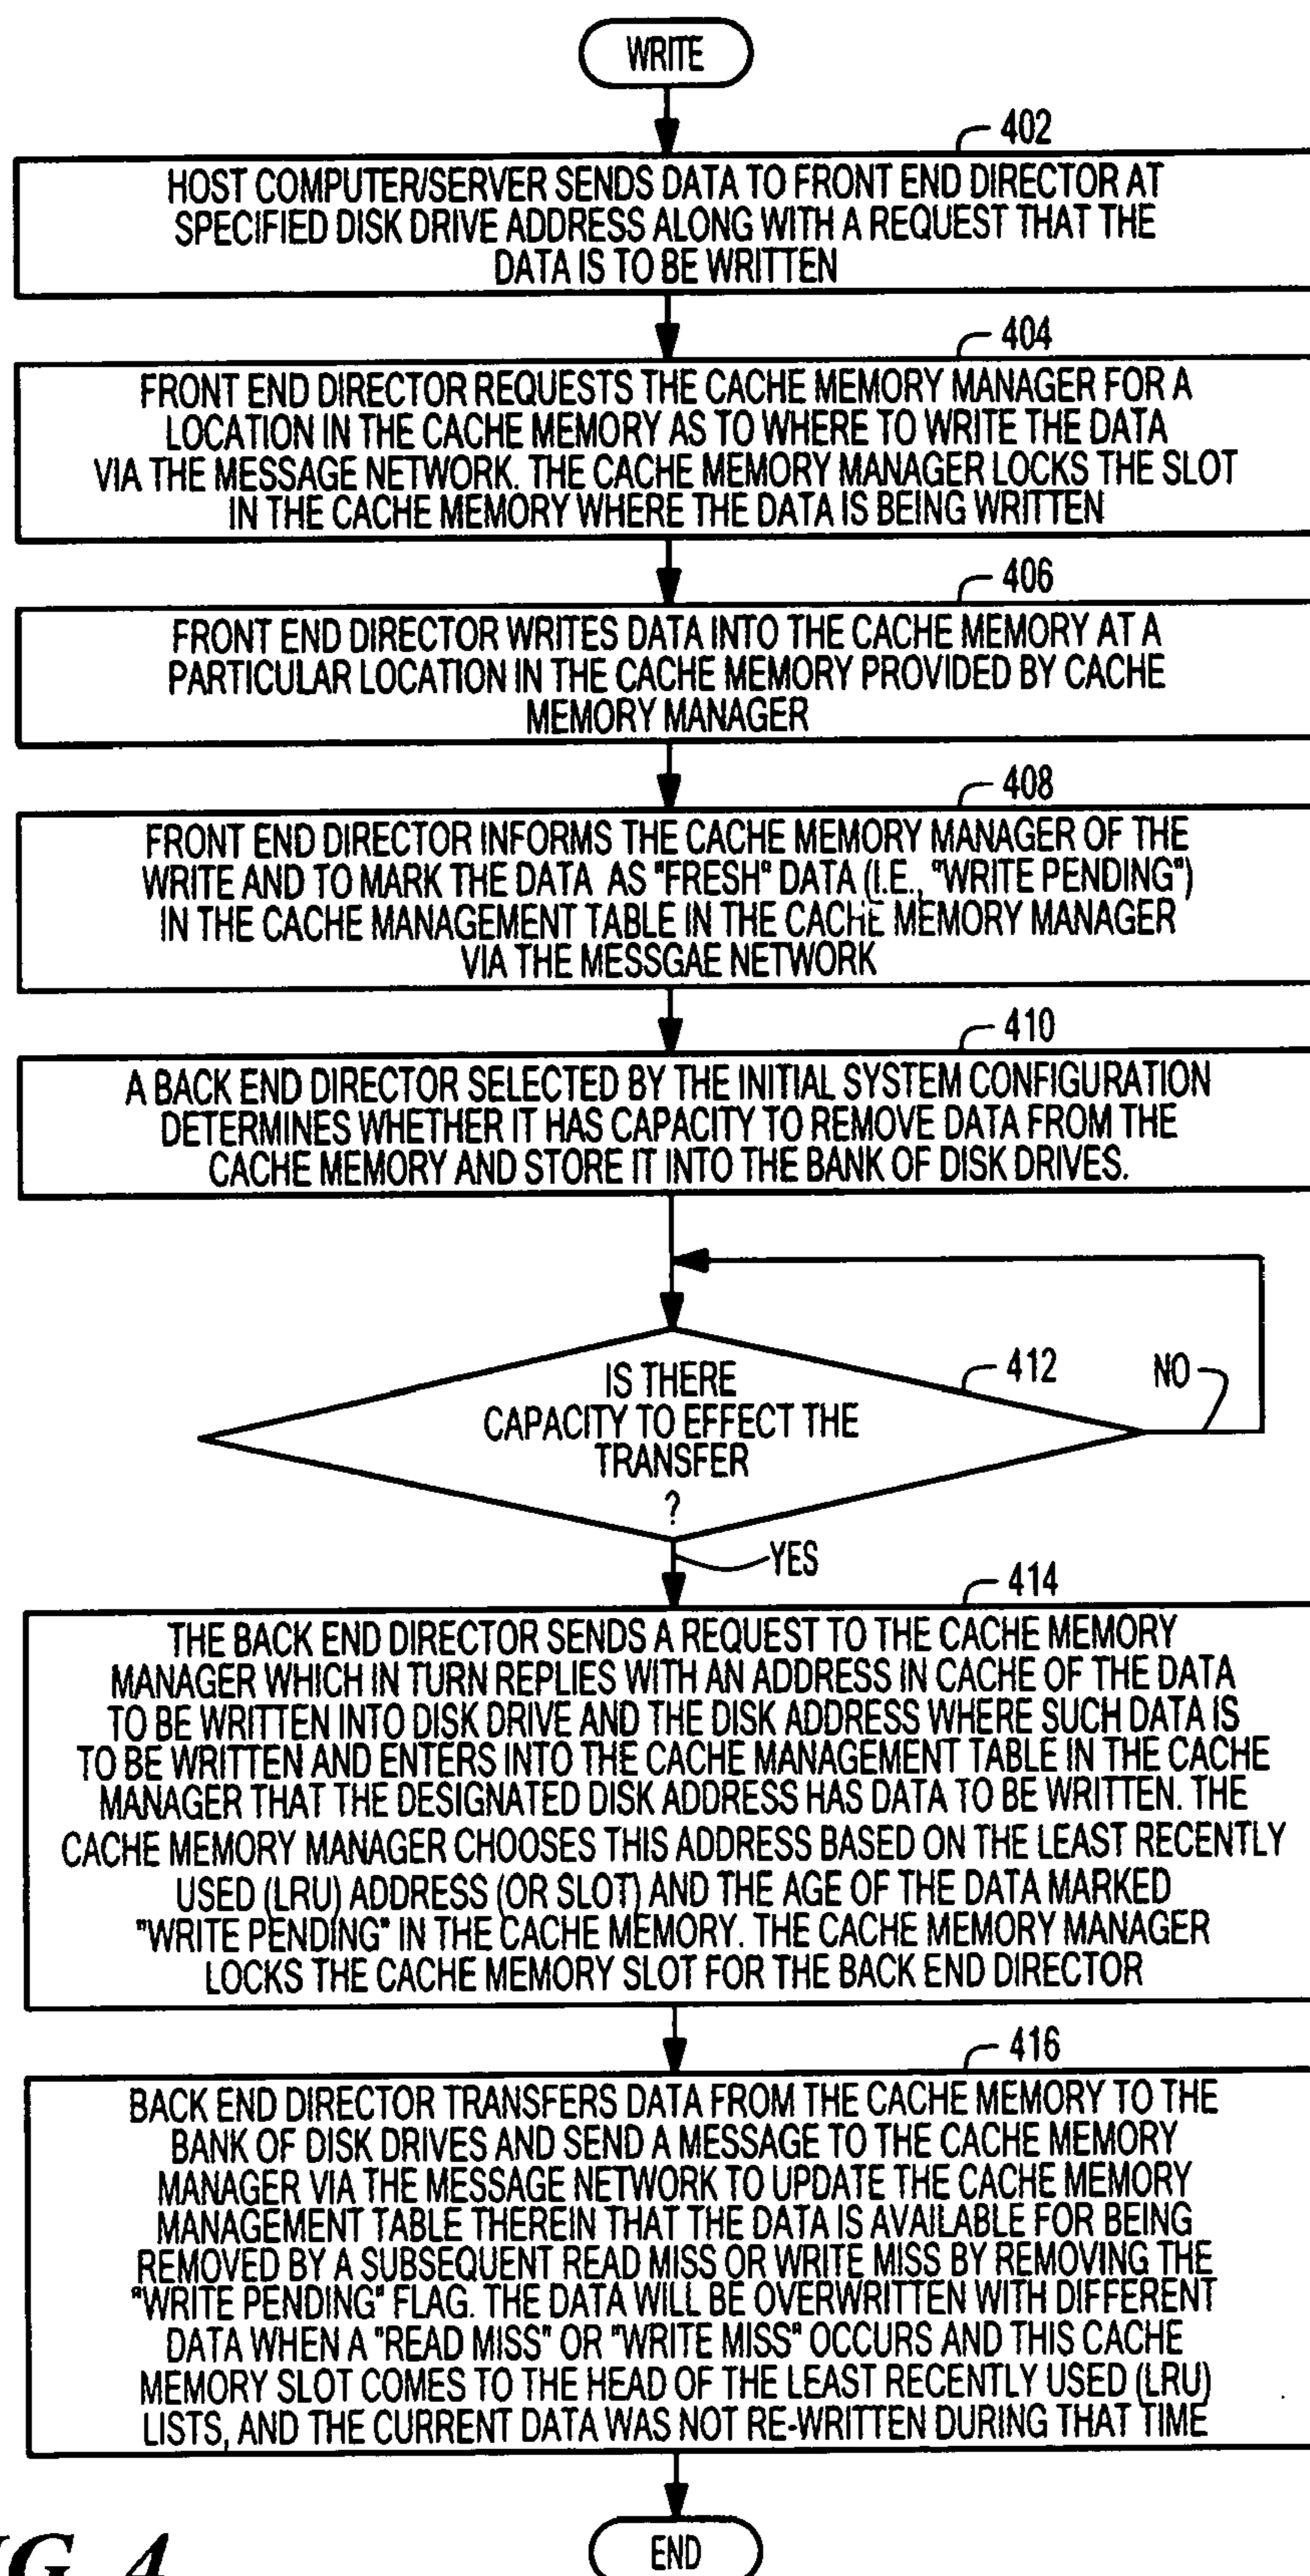 WRITE
402
HOST COMPUTER/SERVER SENDS DATA TO FRONT END DIRECTOR AT
SPECIFIED DISK DRIVE ADDRESS ALONG WITH A REQUEST THAT THE
DATA IS TO BE WRITTEN
404
FRONT END DIRECTOR REQUESTS THE CACHE MEMORY MANAGER FOR A
LOCATION IN THE CACHE MEMORY AS TO WHERE TO WRITE THE DATA
VIA THE MESSAGE NETWORK. THE CACHE MEMORY MANAGER LOCKS THE SLOT
IN THE CACHE MEMORY WHERE THE DATA IS BEING WRITTEN
406
FRONT END DIRECTOR WRITES DATA INTO THE CACHE MEMORY AT A
PARTICULAR LOCATION IN THE CACHE MEMORY PROVIDED BY CACHE
MEMORY MANAGER
408
FRONT END DIRECTOR INFORMS THE CACHE MEMORY MANAGER OF THE
WRITE AND TO MARK THE DATA AS "FRESH" DATA (I.E., "WRITE PENDING")
IN THE CACHE MANAGEMENT TABLE IN THE CACHE MEMORY MANAGER
VIA THE MESSGAE NETWORK
410
A BACK END DIRECTOR SELECTED BY THE INITIAL SYSTEM CONFIGURATION
DETERMINES WHETHER IT HAS CAPACITY TO REMOVE DATA FROM THE
CACHE MEMORY AND STORE IT INTO THE BANK OF DISK DRIVES.
IS THERE
CAPACITY TO EFFECT THE
TRANSFER
?
412
NO
YES
414
THE BACK END DIRECTOR SENDS A REQUEST TO THE CACHE MEMORY
MANAGER WHICH IN TURN REPLIES WITH AN ADDRESS IN CACHE OF THE DATA
TO BE WRITTEN INTO DISK DRIVE AND THE DISK ADDRESS WHERE SUCH DATA IS
TO BE WRITTEN AND ENTERS INTO THE CACHE MANAGEMENT TABLE IN THE CACHE
MANAGER THAT THE DESIGNATED DISK ADDRESS HAS DATA TO BE WRITTEN. THE
CACHE MEMORY MANAGER CHOOSES THIS ADDRESS BASED ON THE LEAST RECENTLY
USED (LRU) ADDRESS (OR SLOT) AND THE AGE OF THE DATA MARKED
"WRITE PENDING" IN THE CACHE MEMORY. THE CACHE MEMORY MANAGER
LOCKS THE CACHE MEMORY SLOT FOR THE BACK END DIRECTOR
416
BACK END DIRECTOR TRANSFERS DATA FROM THE CACHE MEMORY TO THE
BANK OF DISK DRIVES AND SEND A MESSAGE TO THE CACHE MEMORY
MANAGER VIA THE MESSAGE NETWORK TO UPDATE THE CACHE MEMORY
MANAGEMENT TABLE THEREIN THAT THE DATA IS AVAILABLE FOR BEING
REMOVED BY A SUBSEQUENT READ MISS OR WRITE MISS BY REMOVING THE
"WRITE PENDING" FLAG. THE DATA WILL BE OVERWRITTEN WITH DIFFERENT
DATA WHEN A "READ MISS" OR "WRITE MISS" OCCURS AND THIS CACHE
MEMORY SLOT COMES TO THE HEAD OF THE LEAST RECENTLY USED (LRU)
LISTS, AND THE CURRENT DATA WAS NOT RE-WRITTEN DURING THAT TIME
END
4